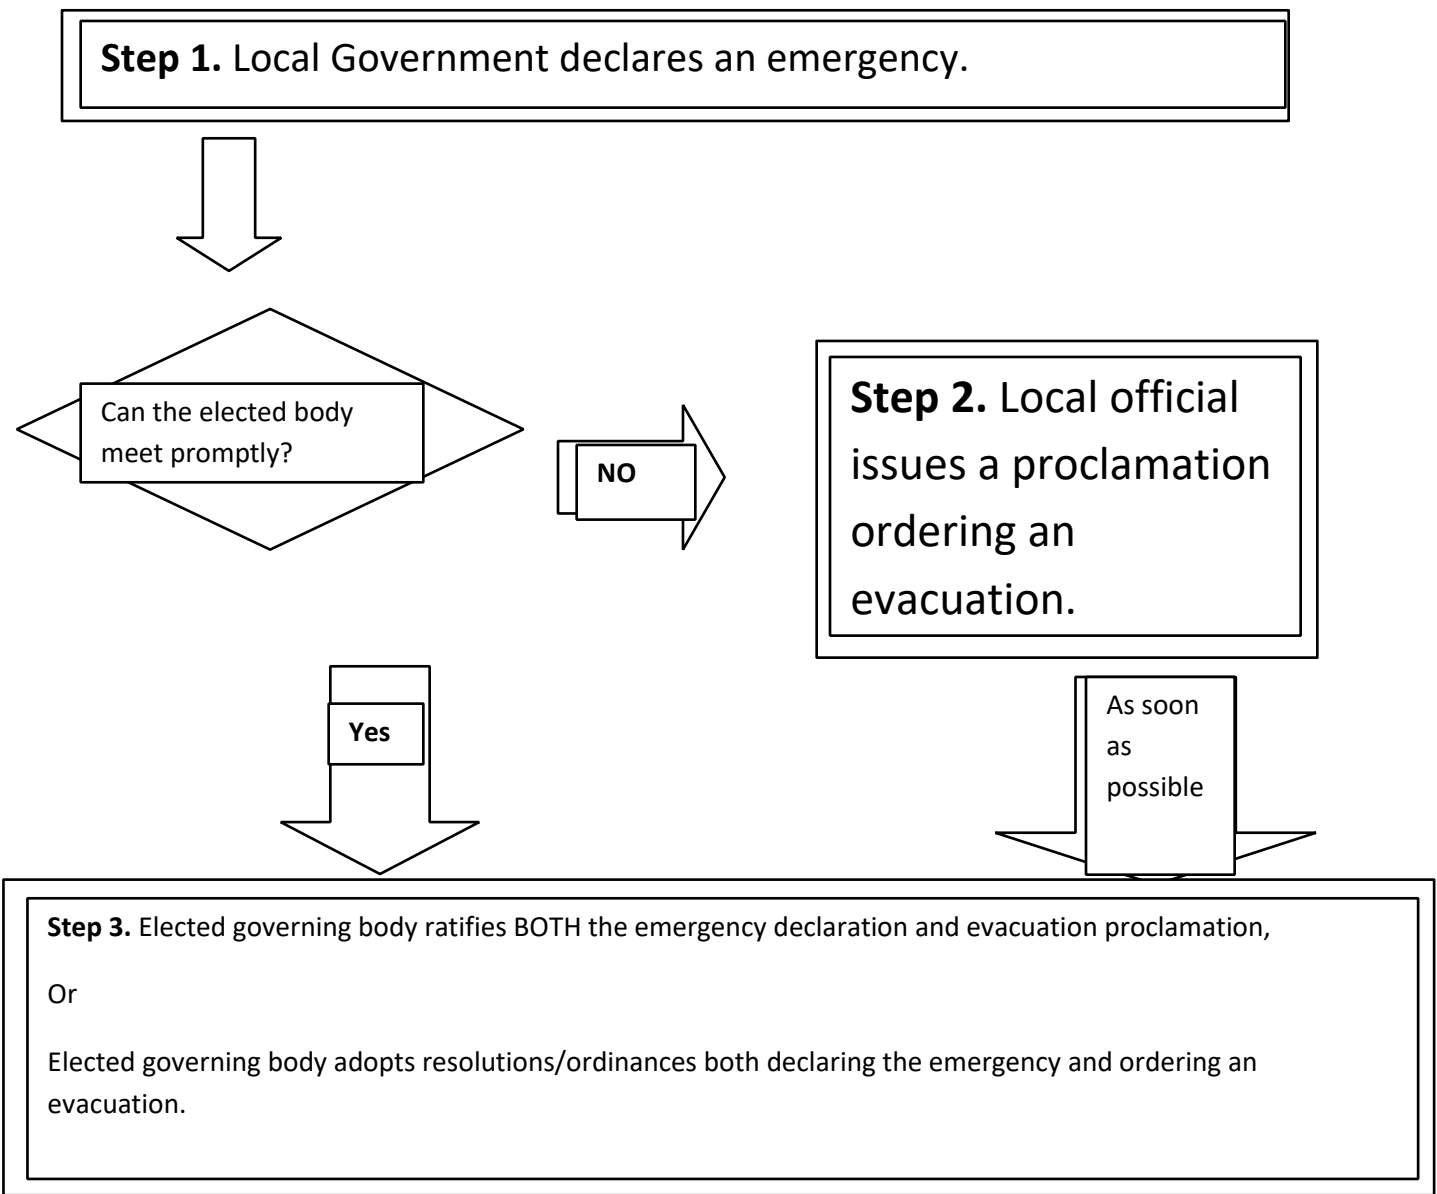 Step 1. Local Government declares an emergency.
Can the elected body
meet promptly?
NO
Step 2. Local official
issues a proclamation
ordering an
evacuation.
Yes
As soon
as
possible
Step 3. Elected governing body ratifies BOTH the emergency declaration and evacuation proclamation,
Or
Elected governing body adopts resolutions/ordinances both declaring the emergency and ordering an
evacuation.